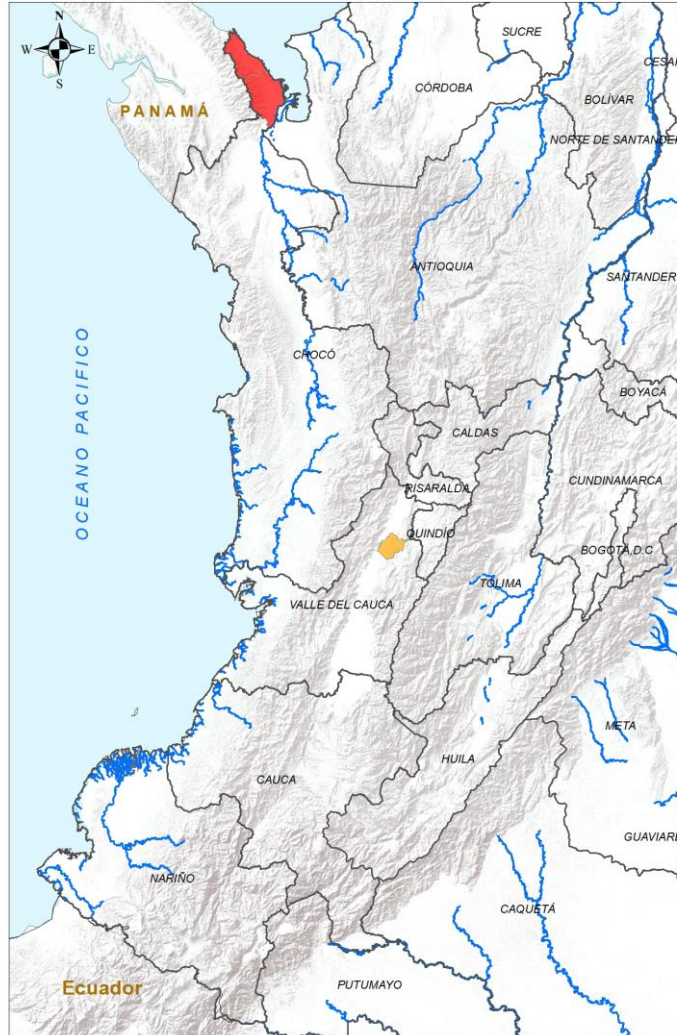 SUCRE
N
W E
S
CESAR
CÓRDOBA
BOLÍVAR
PANAMÁ
NORTE DE SANTANDER
ANTIOQUIA
SANTANDER
OCEANO PACIFICO
CHOCÓ
BOYACÁ
CALDAS
CUNDINAMARCA
RISARALDA
QUINDÍO
BOGOTÁ, D.C
TOLIMA
VALLE DEL CAUCA
META
HUILA
CAUCA
GUAVIARE
NARIÑO
CAQUETÁ
Ecuador
PUTUMAYO